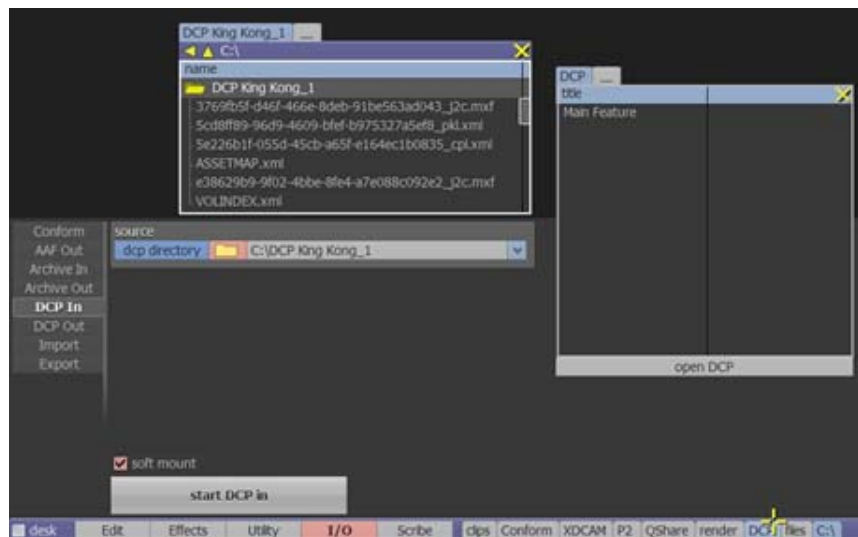 DCP King Kong_1 ...
C:\
name
DCP King Kong_1
3769fb5f-d46f-466e-8deb-91be563ad043_j2c.mxf
5cd8ff89-96d9-4609-bfef-b975327a5ef8_pkl.xml
5e226b1f-055d-45cb-a65f-e164ec1b0835_cpl.xml
ASSETMAP.xml
e38629b9-9f02-4bbe-8fe4-a7e088c092e2_j2c.mxf
VOLINDEX.xml
DCP ...
title
Main Feature
open DCP
Conform
AAF Out
Archive In
Archive Out
DCP In
DCP Out
Import
Export
source
dcp directory C:\DCP King Kong_1
soft mount
start DCP in
desk Edit Effects Utility I/O Scribe clips Conform XDCAM P2 QShare render DCP files C:\